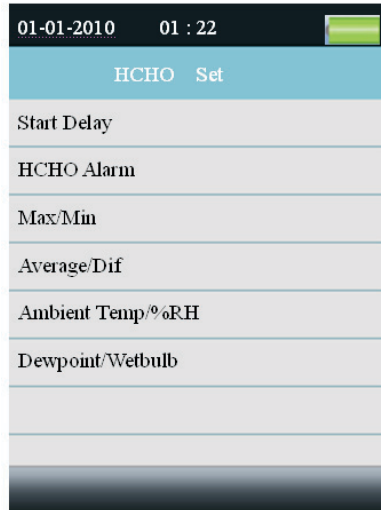 01-01-2010 01 : 22
HCHO Set
Start Delay
HCHO Alarm
Max/Min
Average/Dif
Ambient Temp/%RH
Dewpoint/Wetbulb